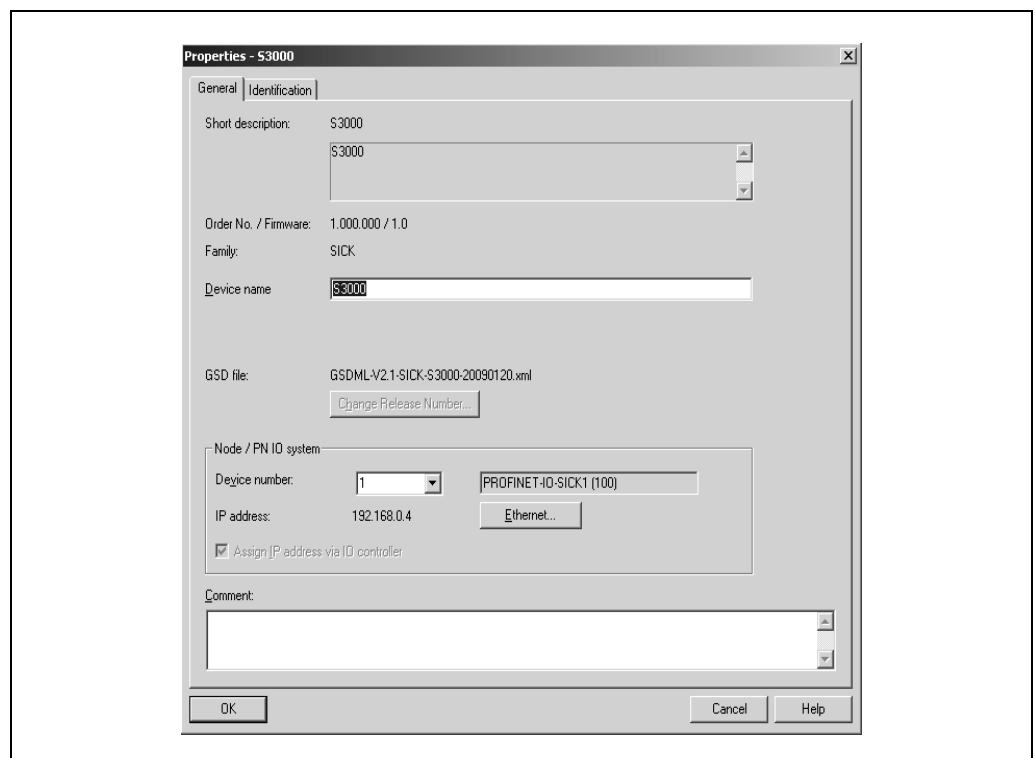 Properties - S3000
General Identification
Short description: S3000
S3000
Order No. / Firmware: 1.000.000 / 1.0
Family: SICK
Device name S3000
GSD file: GSDML-V2.1-SICK-S3000-20090120.xml
Change Release Number...
Node / PN IO system
Device number: 1 PROFINET-IO-SICK1 (100)
IP address: 192.168.0.4 Ethernet...
Assign IP address via IO controller
Comment:
OK Cancel Help